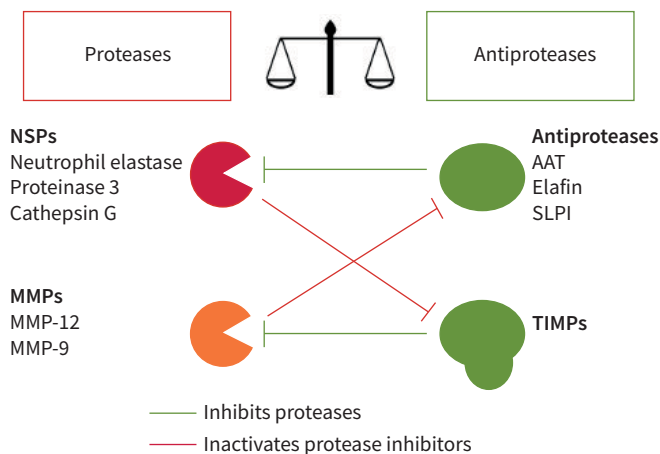 Proteases
Antiproteases
NSPs
Neutrophil elastase
Proteinase 3
Cathepsin G
Antiproteases
AAT
Elafin
SLPI
MMPs
MMP-12
MMP-9
TIMPs
Inhibits proteases
Inactivates protease inhibitors